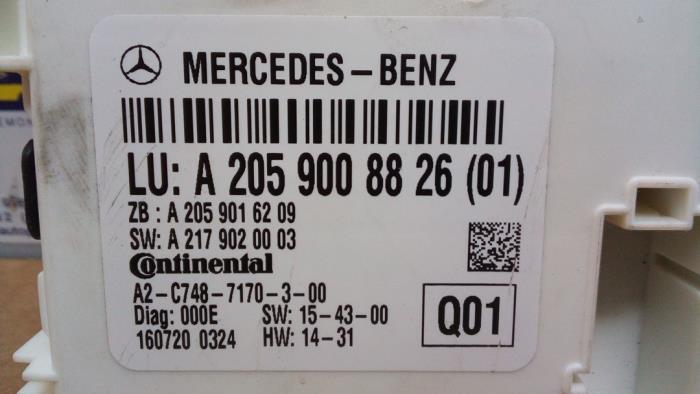 MERCEDES-BENZ
LU: A 205 900 88 26 (01)
ZB : A 205 901 62 09
SW: A 217 902 00 03
Continental
A2-C748-7170-3-00
Diag: 000E SW: 15-43-00
160720 0324 HW: 14-31
Q01